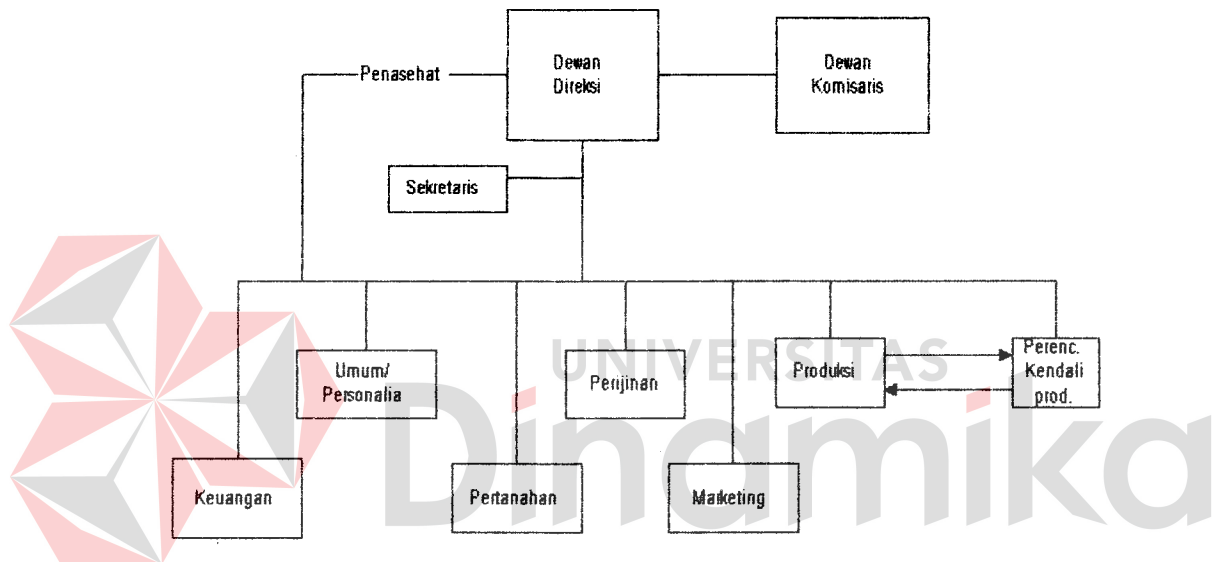 Dewan
Direksi
Dewan
Komisaris
Penasehat
Sekretaris
Umum/
Personalia
Perijinan
Produksi
Perenc.
Kendali
prod.
Keuangan
Pertanahan
Marketing
UNIVERSITAS
Dinamika